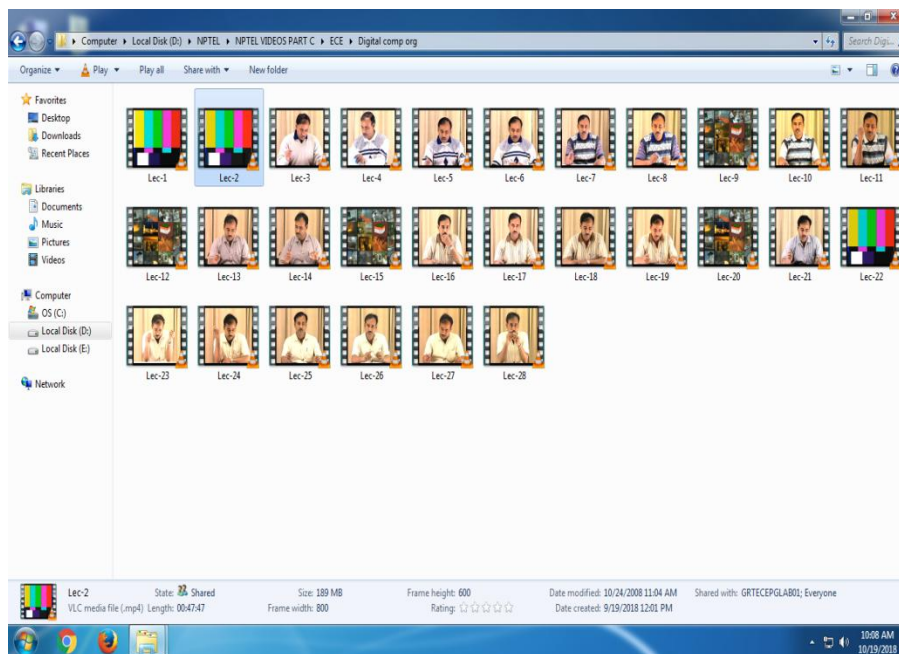 Computer ▸ Local Disk (D:) ▸ NPTEL ▸ NPTEL VIDEOS PART C ▸ ECE ▸ Digital comp org
Search Digi...
Organize Play Play all Share with New folder
Favorites
Desktop
Downloads
Recent Places
Libraries
Documents
Music
Pictures
Videos
Computer
OS (C:)
Local Disk (D:)
Local Disk (E:)
Network
Lec-1 Lec-2 Lec-3 Lec-4 Lec-5 Lec-6 Lec-7 Lec-8 Lec-9 Lec-10 Lec-11
Lec-12 Lec-13 Lec-14 Lec-15 Lec-16 Lec-17 Lec-18 Lec-19 Lec-20 Lec-21 Lec-22
Lec-23 Lec-24 Lec-25 Lec-26 Lec-27 Lec-28
Lec-2 State: Shared Size: 189 MB Frame height: 600 Date modified: 10/24/2008 11:04 AM Shared with: GRTECEPGLAB01; Everyone
VLC media file (.mp4) Length: 00:47:47 Frame width: 800 Rating: Date created: 9/19/2018 12:01 PM
10:08 AM
10/19/2018